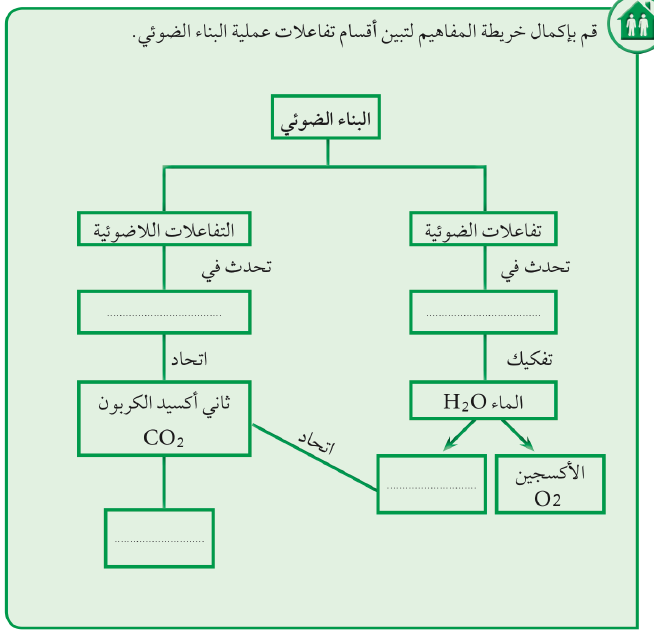 قم بإكمال خريطة المفاهيم لتبين أقسام تفاعلات عملية البناء الضوئي.
البناء الضوئي
تفاعلات الضوئية
التفاعلات اللاضوئية
تحدث في
تحدث في
................................
................................
تفكيك
اتحاد
الماء H₂O
ثاني أكسيد الكربون
CO₂
اتحاد
الأكسجين
O2
................................
................................